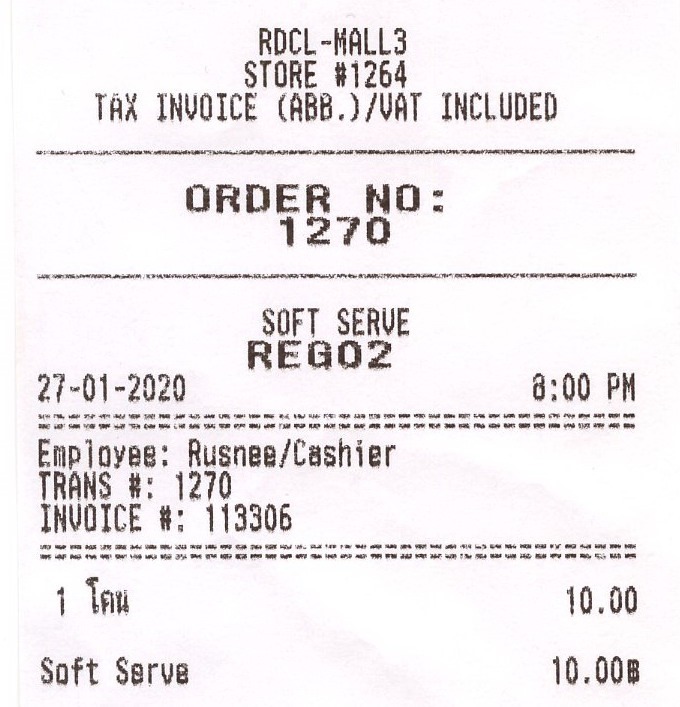 RDCL-MALL3
STORE #1264
TAX INVOICE (ABB.)/VAT INCLUDED
ORDER NO:
1270
SOFT SERVE
REG02
27-01-2020 8:00 PM
Employee: Rusnee/Cashier
TRANS #: 1270
INVOICE #: 113306
1 โคน 10.00
Soft Serve 10.00฿